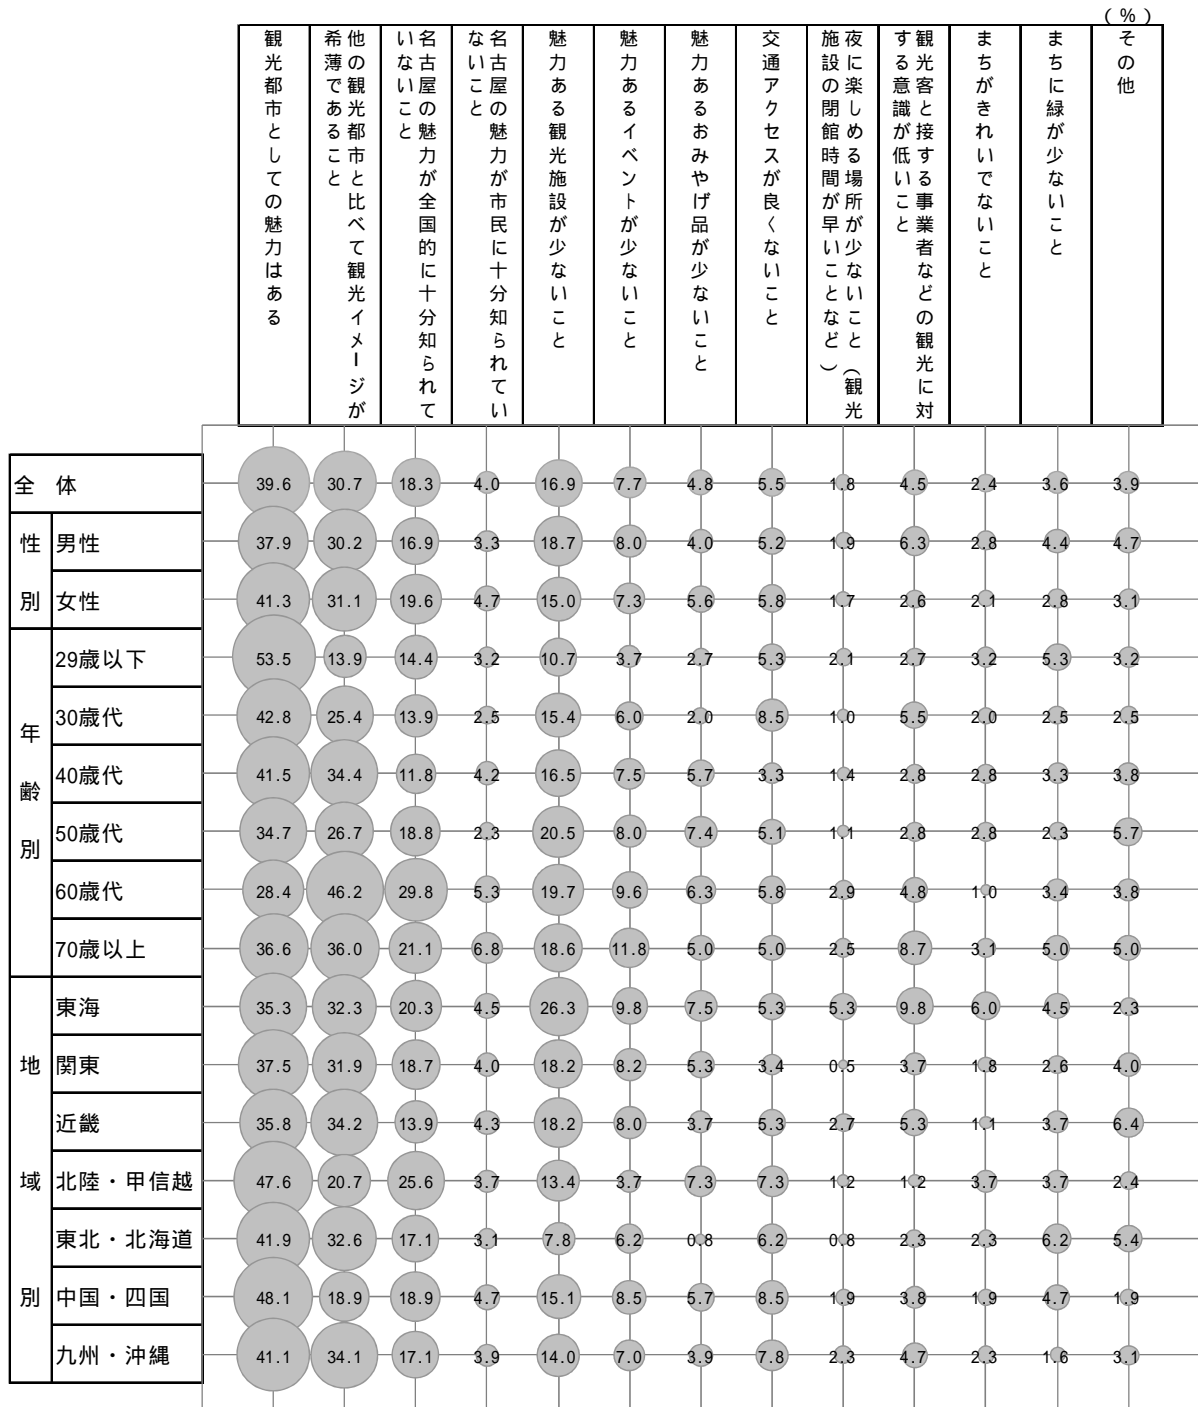 (%)
観光都市としての魅力はある
他の観光都市と比べて観光イメージが
希薄であること
名古屋の魅力が全国的に十分知られて
いないこと
名古屋の魅力が市民に十分知られてい
ないこと
魅力ある観光施設が少ないこと
魅力あるイベントが少ないこと
魅力あるおみやげ品が少ないこと
交通アクセスが良くないこと
夜に楽しめる場所が少ないこと(観光
施設の閉館時間が早いことなど)
観光客と接する事業者などの観光に対
する意識が低いこと
まちがきれいでないこと
まちに緑が少ないこと
その他
全 体 39.6 30.7 18.3 4.0 16.9 7.7 4.8 5.5 1.8 4.5 2.4 3.6 3.9
性別
男性 37.9 30.2 16.9 3.3 18.7 8.0 4.0 5.2 1.9 6.3 2.8 4.4 4.7
女性 41.3 31.1 19.6 4.7 15.0 7.3 5.6 5.8 1.7 2.6 2.1 2.8 3.1
年齢別
29歳以下 53.5 13.9 14.4 3.2 10.7 3.7 2.7 5.3 2.1 2.7 3.2 5.3 3.2
30歳代 42.8 25.4 13.9 2.5 15.4 6.0 2.0 8.5 1.0 5.5 2.0 2.5 2.5
40歳代 41.5 34.4 11.8 4.2 16.5 7.5 5.7 3.3 1.4 2.8 2.8 3.3 3.8
50歳代 34.7 26.7 18.8 2.3 20.5 8.0 7.4 5.1 1.1 2.8 2.8 2.3 5.7
60歳代 28.4 46.2 29.8 5.3 19.7 9.6 6.3 5.8 2.9 4.8 1.0 3.4 3.8
70歳以上 36.6 36.0 21.1 6.8 18.6 11.8 5.0 5.0 2.5 8.7 3.1 5.0 5.0
地域別
東海 35.3 32.3 20.3 4.5 26.3 9.8 7.5 5.3 5.3 9.8 6.0 4.5 2.3
関東 37.5 31.9 18.7 4.0 18.2 8.2 5.3 3.4 0.5 3.7 1.8 2.6 4.0
近畿 35.8 34.2 13.9 4.3 18.2 8.0 3.7 5.3 2.7 5.3 1.1 3.7 6.4
北陸・甲信越 47.6 20.7 25.6 3.7 13.4 3.7 7.3 7.3 1.2 1.2 3.7 3.7 2.4
東北・北海道 41.9 32.6 17.1 3.1 7.8 6.2 0.8 6.2 0.8 2.3 2.3 6.2 5.4
中国・四国 48.1 18.9 18.9 4.7 15.1 8.5 5.7 8.5 1.9 3.8 1.9 4.7 1.9
九州・沖縄 41.1 34.1 17.1 3.9 14.0 7.0 3.9 7.8 2.3 4.7 2.3 1.6 3.1